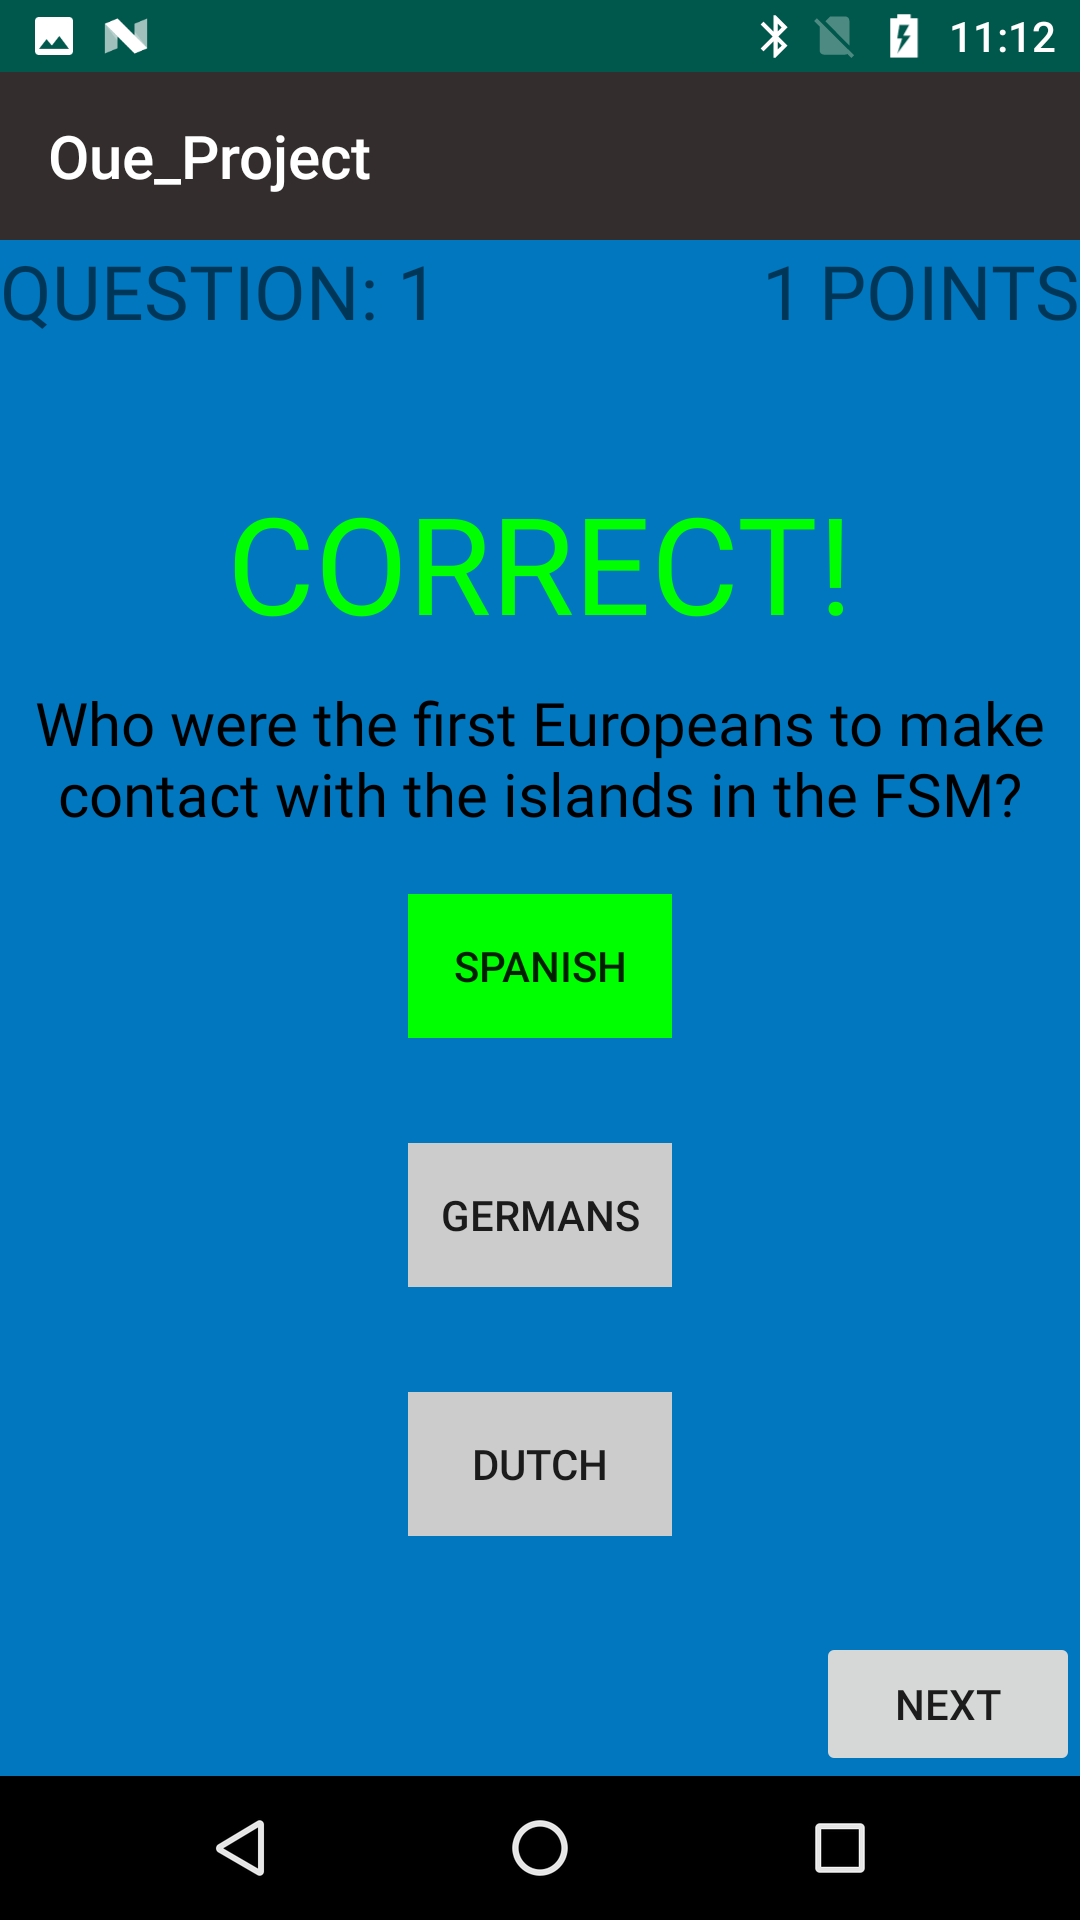 11:12
Oue_Project
QUESTION: 1 1 POINTS
CORRECT!
Who were the first Europeans to make
contact with the islands in the FSM?
SPANISH
GERMANS
DUTCH
NEXT